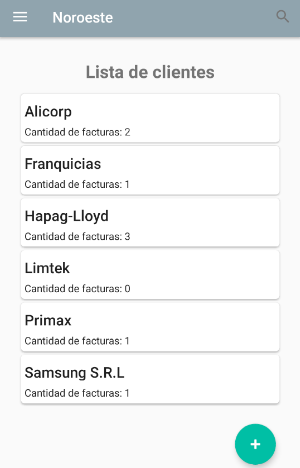 Noroeste
Lista de clientes
Alicorp
Cantidad de facturas: 2
Franquicias
Cantidad de facturas: 1
Hapag-Lloyd
Cantidad de facturas: 3
Limtek
Cantidad de facturas: 0
Primax
Cantidad de facturas: 1
Samsung S.R.L
Cantidad de facturas: 1
+